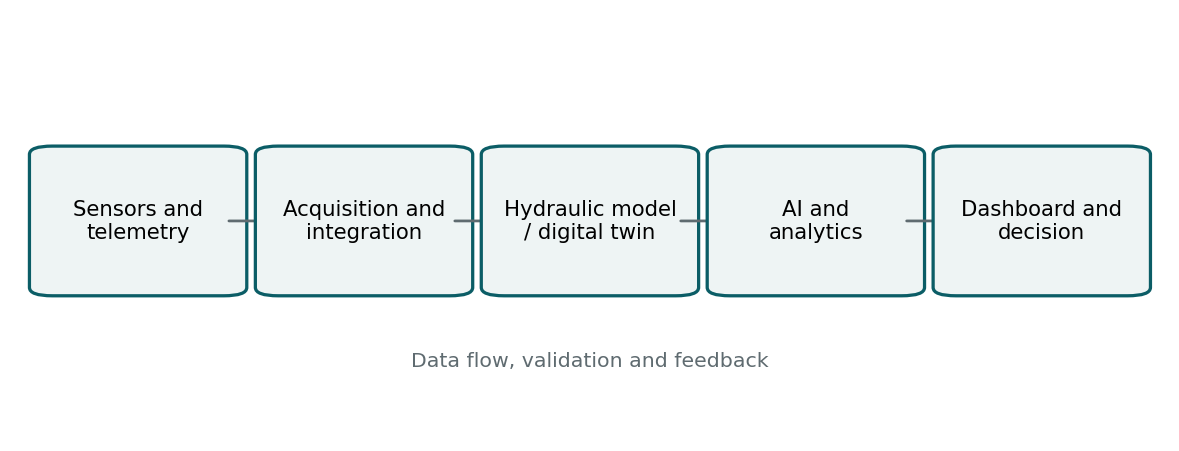 Sensors and
telemetry
Acquisition and
integration
Hydraulic model
/ digital twin
AI and
analytics
Dashboard and
decision
Data flow, validation and feedback